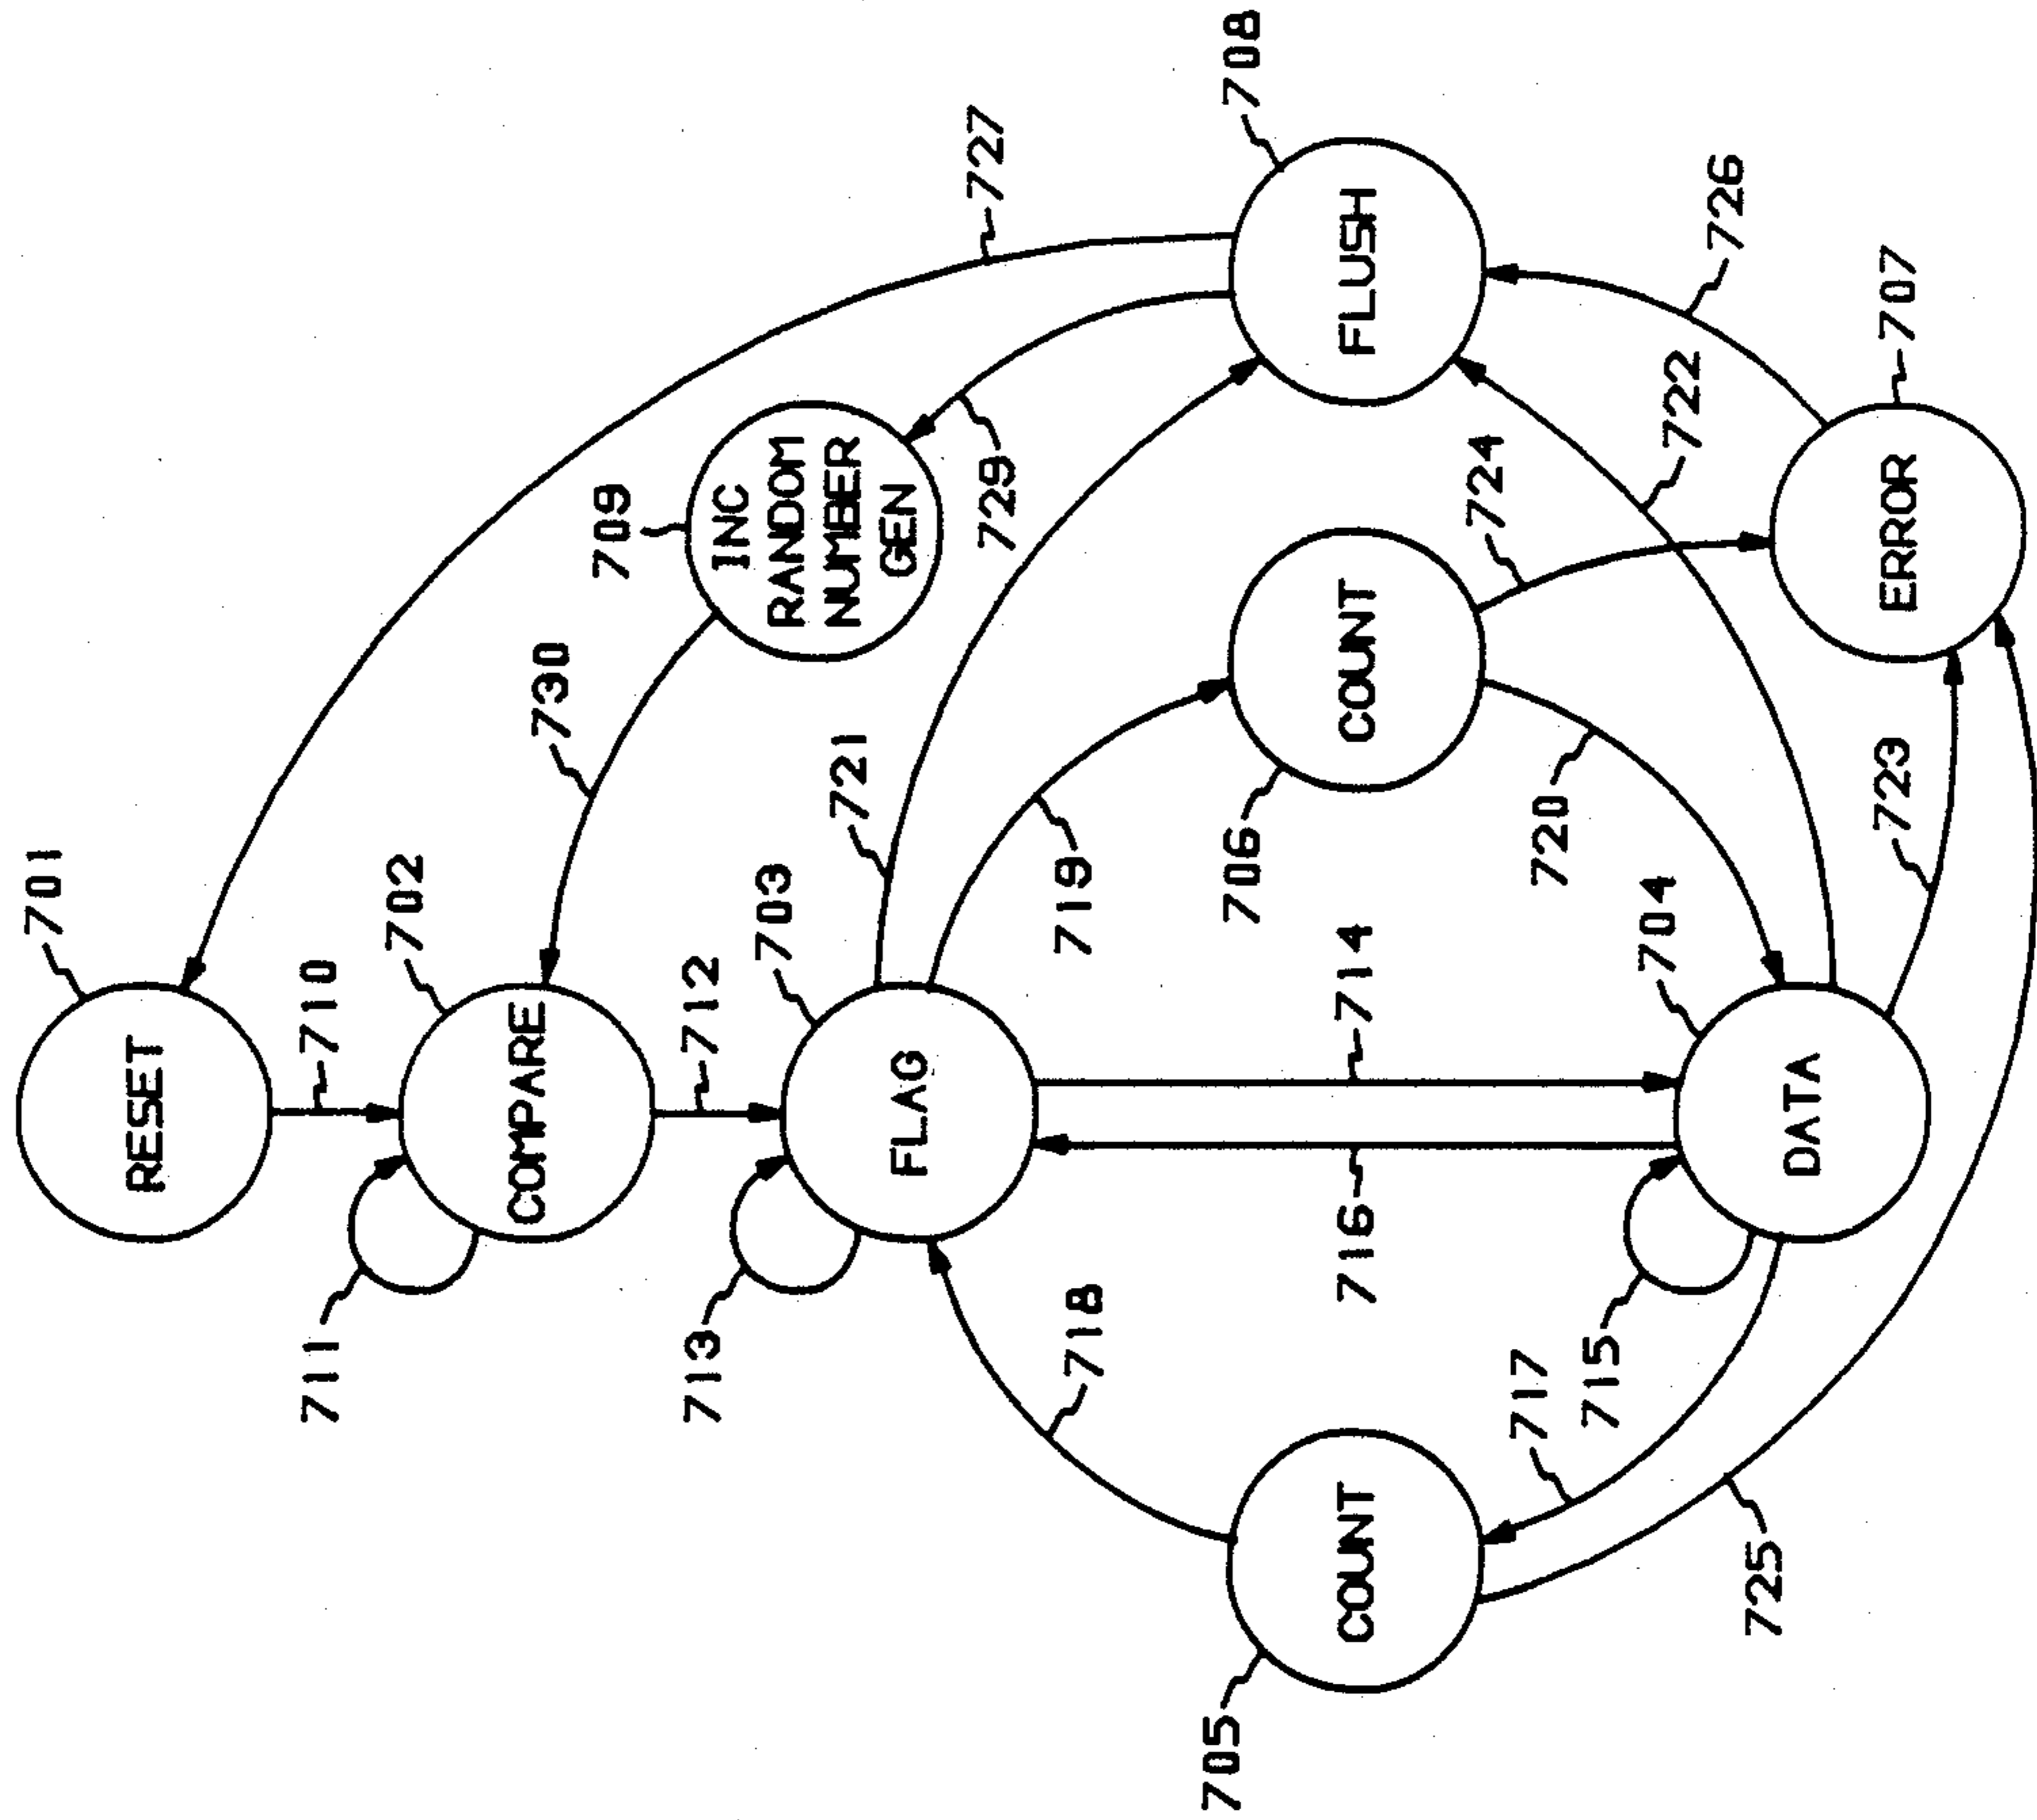 701
RESET
710
711
702
COMPARE
712
713
703
FLAG
727
709
INC
RANDOM
NUMBER
GEN
730
729
721
719
708
FLUSH
706
COUNT
714
716
718
705
COUNT
724
720
722
726
704
DATA
717
715
723
725
707
ERROR